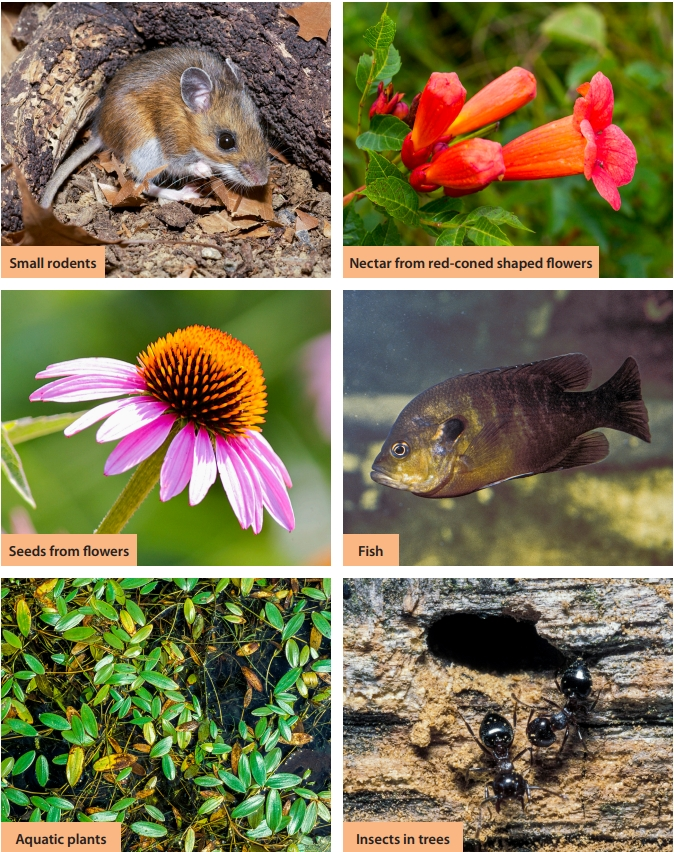 Small rodents
Nectar from red-coned shaped flowers
Seeds from flowers
Fish
Aquatic plants
Insects in trees